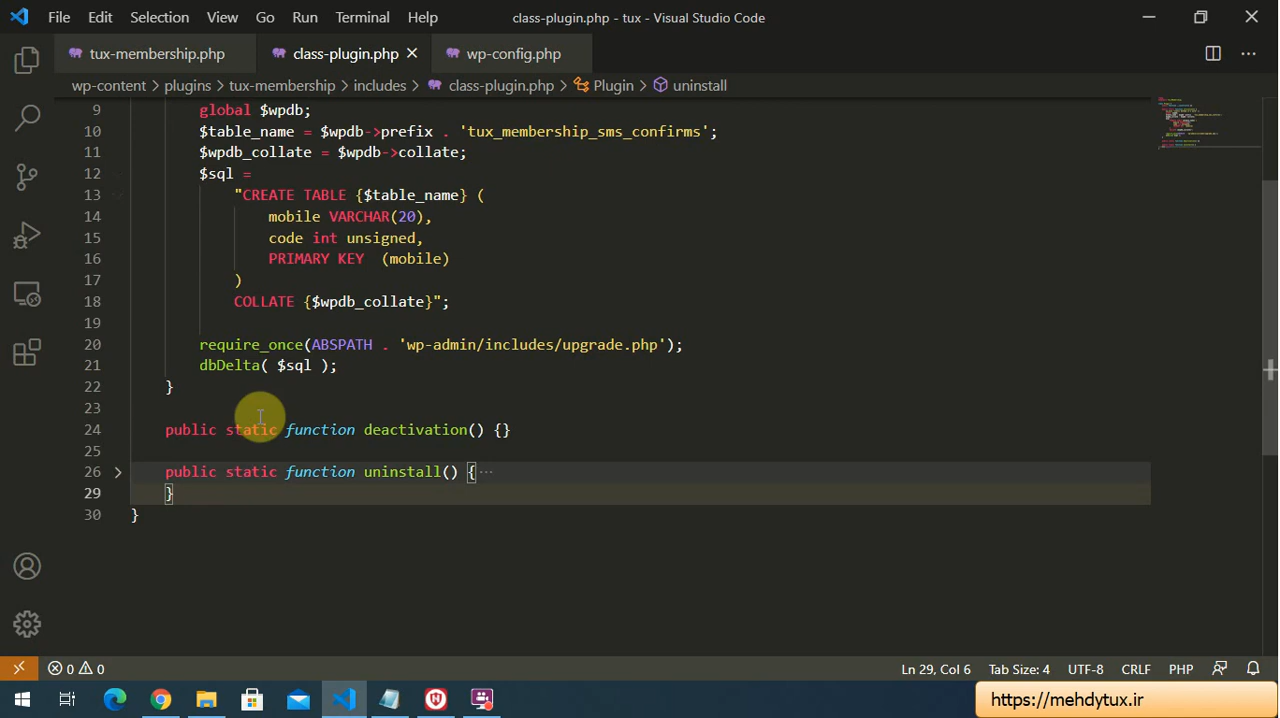 File Edit Selection View Go Run Terminal Help class-plugin.php - tux - Visual Studio Code
tux-membership.php class-plugin.php wp-config.php
wp-content > plugins > tux-membership > includes > class-plugin.php > Plugin > uninstall
9 global $wpdb;
10 $table_name = $wpdb->prefix . 'tux_membership_sms_confirms';
11 $wpdb_collate = $wpdb->collate;
12 $sql =
13 "CREATE TABLE {$table_name} (
14 mobile VARCHAR(20),
15 code int unsigned,
16 PRIMARY KEY  (mobile)
17 )
18 COLLATE {$wpdb_collate}";
19
20 require_once(ABSPATH . 'wp-admin/includes/upgrade.php');
21 dbDelta( $sql );
22 }
23
24 public static function deactivation() {}
25
26 public static function uninstall() {···
29 }
30 }
0 0 Ln 29, Col 6 Tab Size: 4 UTF-8 CRLF PHP
https://mehdytux.ir